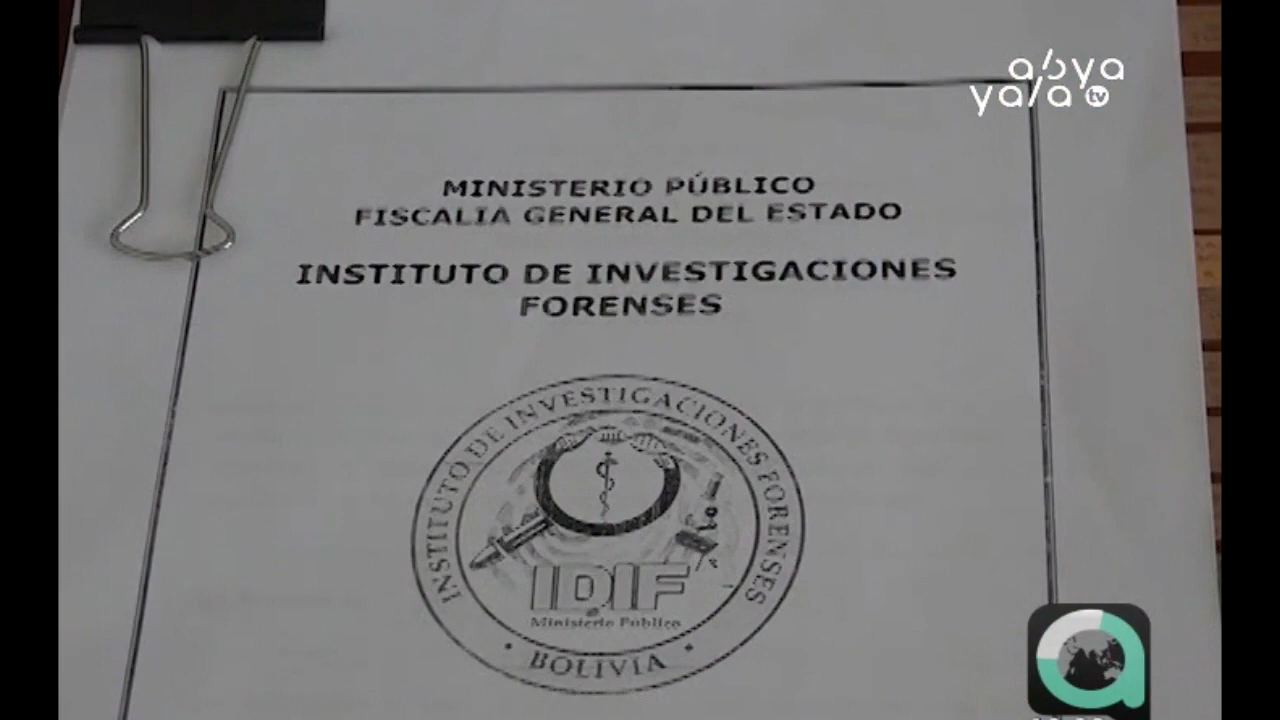 abya
yala tv
MINISTERIO PÚBLICO
FISCALIA GENERAL DEL ESTADO
INSTITUTO DE INVESTIGACIONES
FORENSES
INSTITUTO DE INVESTIGACIONES FORENSES
IDIF
Ministerio Público
• BOLIVIA •